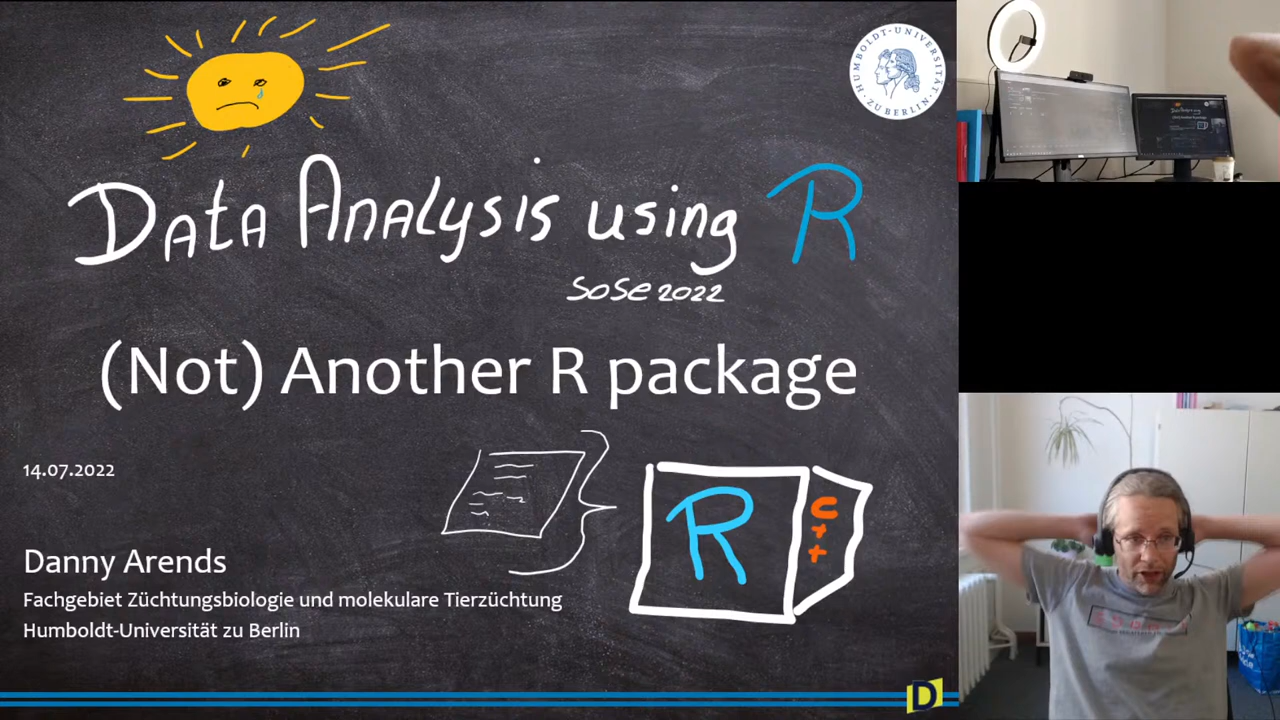 HUMBOLDT-UNIVERSITÄT
ZU BERLIN
Data Analysis using R
SoSe 2022
(Not) Another R package
14.07.2022
R
C++
Danny Arends
Fachgebiet Züchtungsbiologie und molekulare Tierzüchtung
Humboldt-Universität zu Berlin
D